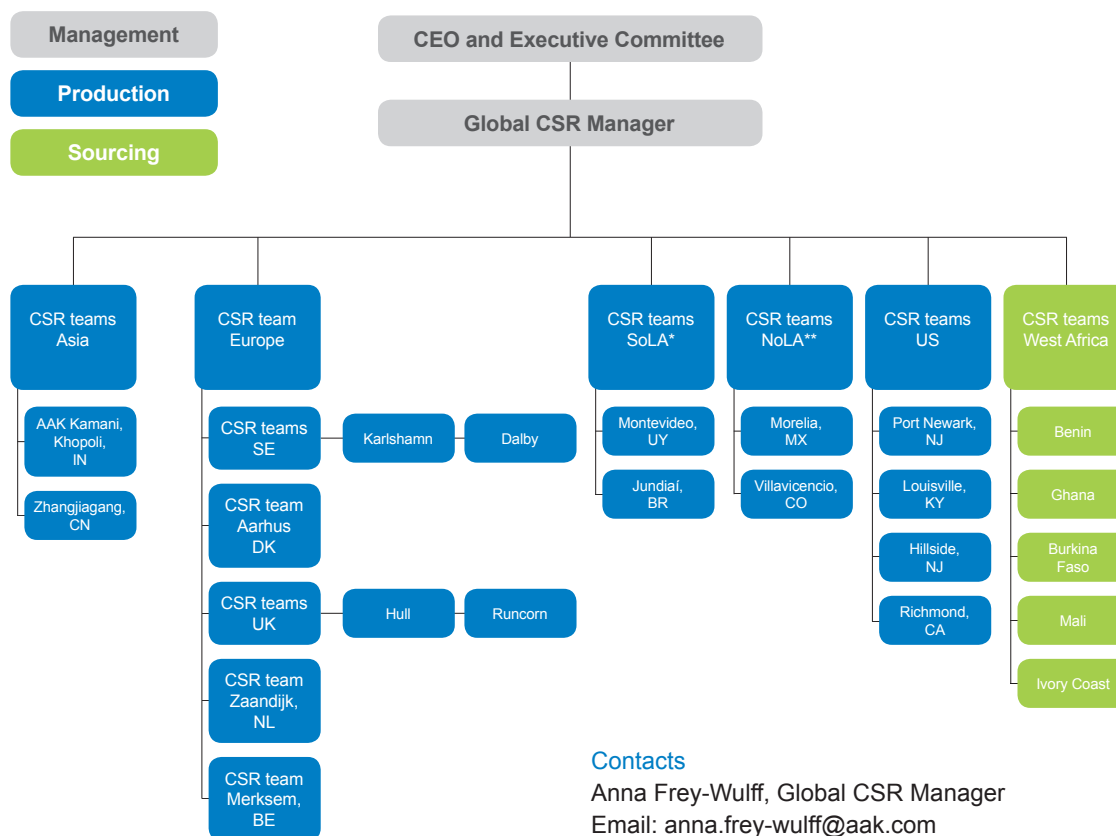 Management
Production
Sourcing
CEO and Executive Committee
Global CSR Manager
CSR teams
Asia
AAK Kamani,
Khopoli,
IN
Zhangjiagang,
CN
CSR team
Europe
CSR teams
SE
Karlshamn
Dalby
CSR team
Aarhus
DK
CSR teams
UK
Hull
Runcorn
CSR team
Zaandijk,
NL
CSR team
Merksem,
BE
CSR teams
SoLA*
Montevideo,
UY
Jundiaí,
BR
CSR teams
NoLA**
Morelia,
MX
Villavicencio,
CO
CSR teams
US
Port Newark,
NJ
Louisville,
KY
Hillside,
NJ
Richmond,
CA
CSR teams
West Africa
Benin
Ghana
Burkina
Faso
Mali
Ivory Coast
Contacts
Anna Frey-Wulff, Global CSR Manager
Email: anna.frey-wulff@aak.com